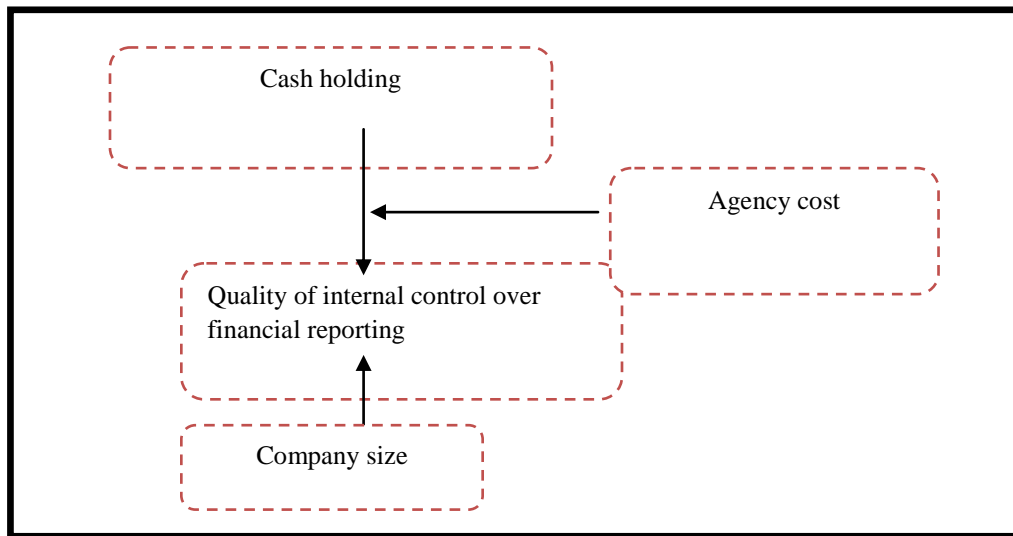 Cash holding
Agency cost
Quality of internal control over
financial reporting
Company size